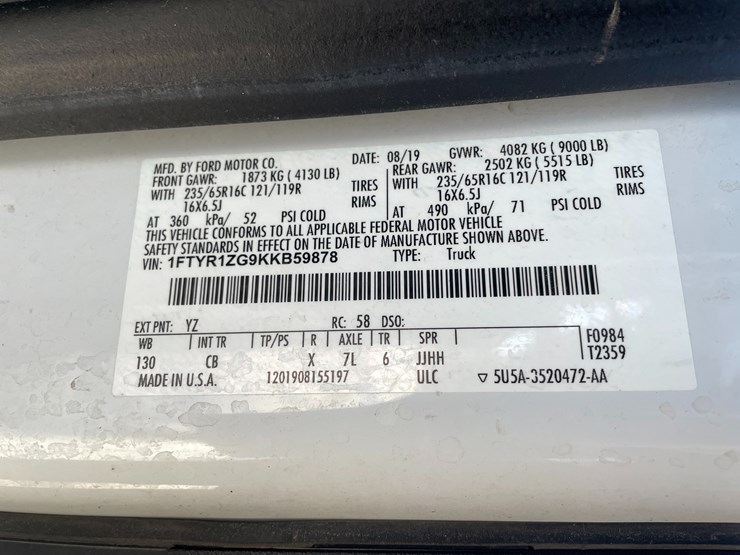 MFD. BY FORD MOTOR CO. DATE: 08/19 GVWR: 4082 KG ( 9000 LB)
FRONT GAWR: 1873 KG ( 4130 LB) REAR GAWR: 2502 KG ( 5515 LB)
WITH 235/65R16C 121/119R TIRES WITH 235/65R16C 121/119R TIRES
16X6.5J RIMS 16X6.5J RIMS
AT 360 kPa/ 52 PSI COLD AT 490 kPa/ 71 PSI COLD
THIS VEHICLE CONFORMS TO ALL APPLICABLE FEDERAL MOTOR VEHICLE
SAFETY STANDARDS IN EFFECT ON THE DATE OF MANUFACTURE SHOWN ABOVE.
VIN: 1FTYR1ZG9KKB59878 TYPE: Truck
EXT PNT: YZ RC: 58 DSO:
WB INT TR TP/PS R AXLE TR SPR F0984
130 CB X 7L 6 JJHH T2359
MADE IN U.S.A. 1201908155197 ULC ▽ 5U5A-3520472-AA